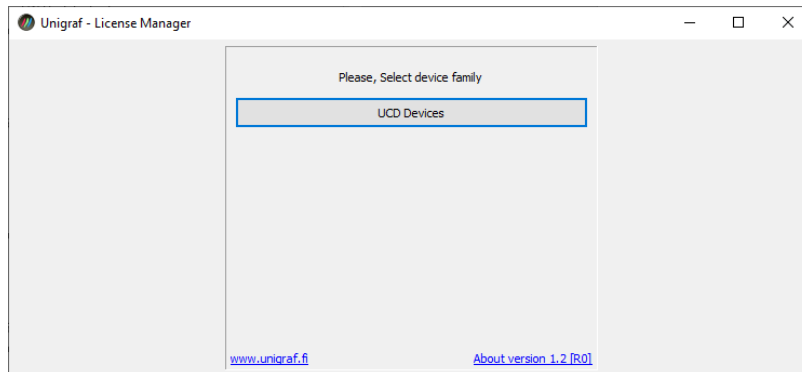 Unigraf - License Manager
Please, Select device family
UCD Devices
www.unigraf.fi About version 1.2 [R0]